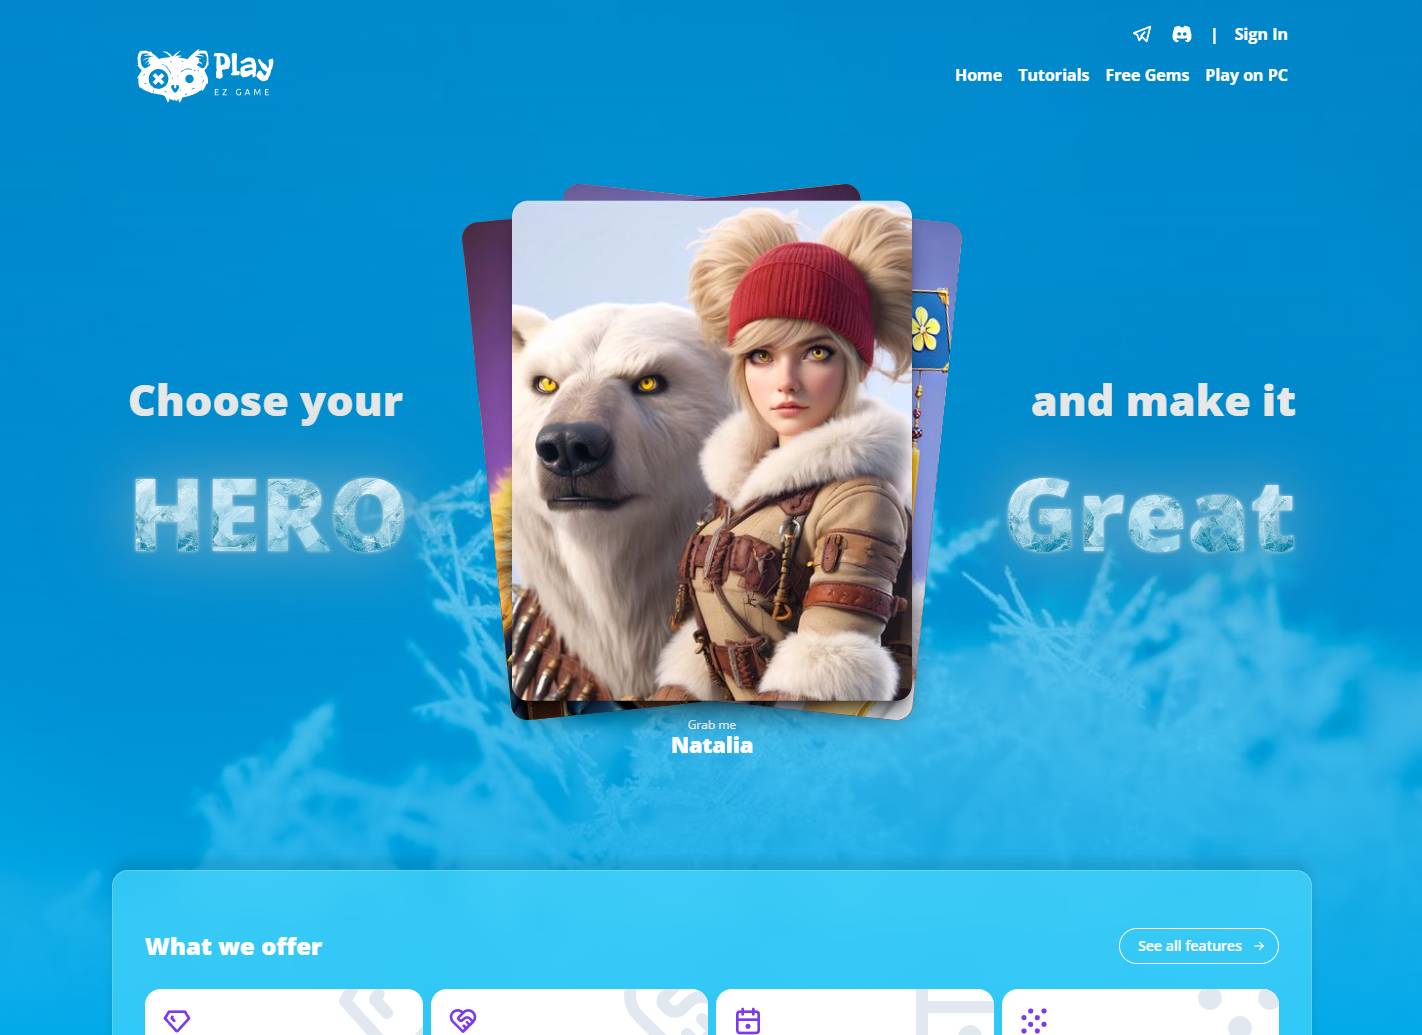 Play
EZ GAME
| Sign In
Home Tutorials Free Gems Play on PC
Choose your
HERO
and make it
Great
Grab me
Natalia
What we offer
See all features →